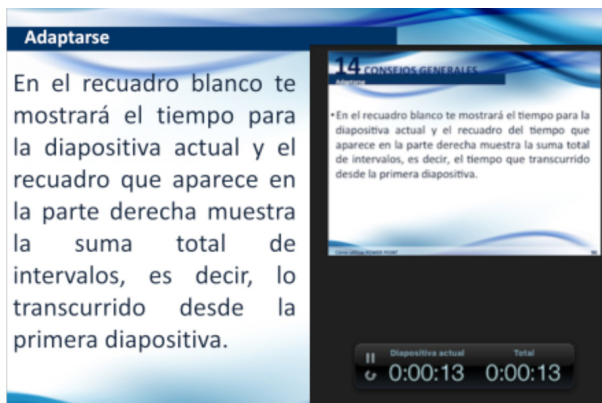 Adaptarse
En el recuadro blanco te
mostrará el tiempo para
la diapositiva actual y el
recuadro que aparece en
la parte derecha muestra
la suma total de
intervalos, es decir, lo
transcurrido desde la
primera diapositiva.
14 CONSEJOS GENERALES
Adaptarse
•En el recuadro blanco te mostrará el tiempo para la
diapositiva actual y el recuadro del tiempo que
aparece en la parte derecha muestra la suma total
de intervalos, es decir, el tiempo que transcurrido
desde la primera diapositiva.
Cómo utilizar POWER POINT
Diapositiva actual Total
0:00:13 0:00:13